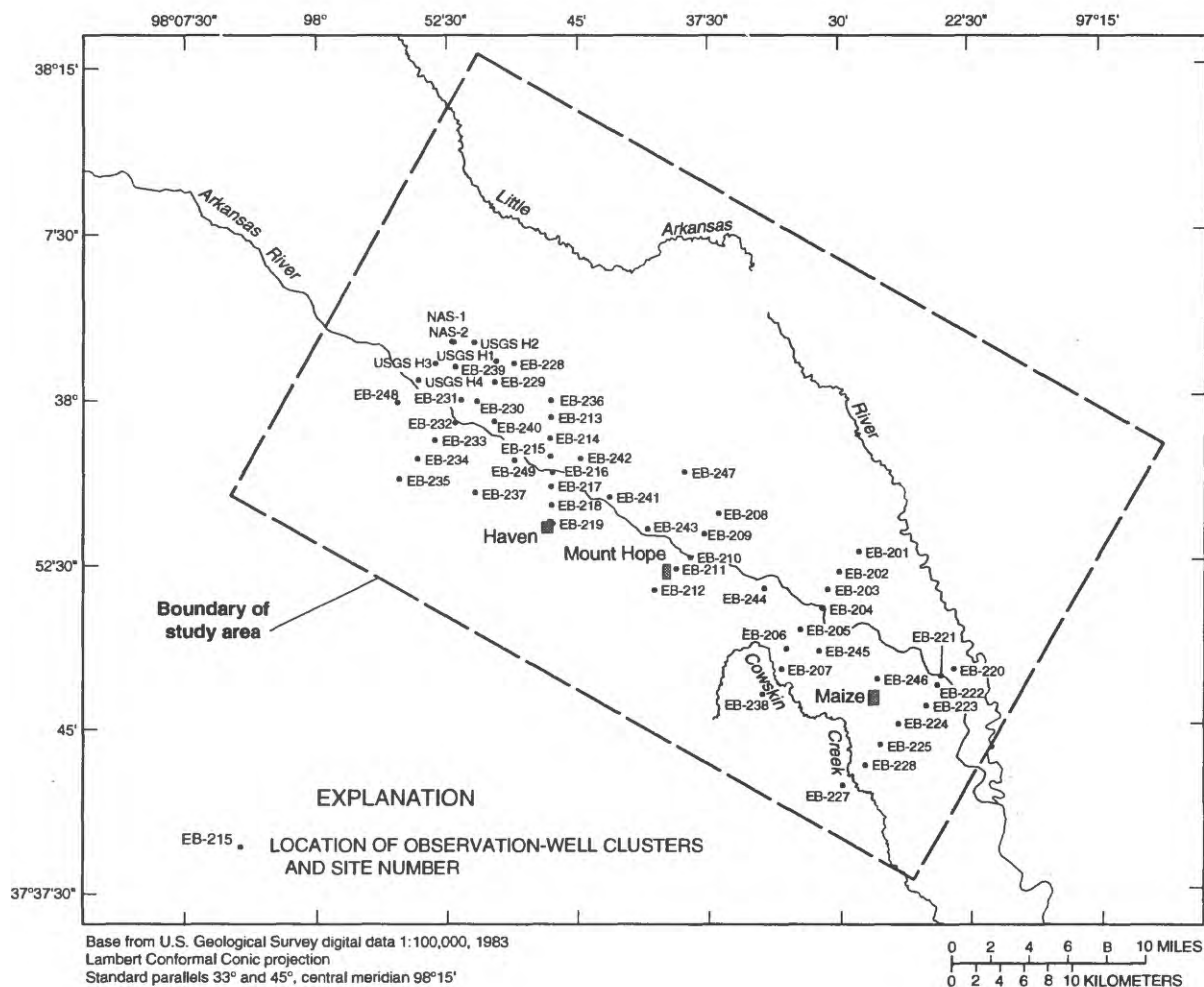 98°07'30" 98° 52'30" 45' 37'30" 30' 22'30" 97°15'
38°15'
7'30"
38°
52'30"
45'
37°37'30"
Arkansas
River
Little
Arkansas
River
NAS-1
NAS-2
USGS H2
USGS H1
USGS H3
EB-239
EB-228
USGS H4
EB-229
EB-248
EB-231
EB-230
EB-236
EB-213
EB-232
EB-240
EB-233
EB-214
EB-215
EB-242
EB-234
EB-249
EB-216
EB-247
EB-235
EB-217
EB-237
EB-241
EB-218
EB-208
EB-219
EB-243
Haven
EB-209
Mount Hope
EB-210
EB-201
EB-211
EB-202
EB-212
EB-244
EB-203
EB-204
Boundary of
study area
EB-205
EB-206
EB-245
EB-221
EB-207
EB-220
Cowskin
EB-246
EB-222
Maize
EB-238
EB-223
EB-224
Creek
EB-225
EB-228
EB-227
EXPLANATION
EB-215
LOCATION OF OBSERVATION-WELL CLUSTERS
AND SITE NUMBER
Base from U.S. Geological Survey digital data 1:100,000, 1983
Lambert Conformal Conic projection
Standard parallels 33° and 45°, central meridian 98°15'
0 2 4 6 8 10 MILES
0 2 4 6 8 10 KILOMETERS